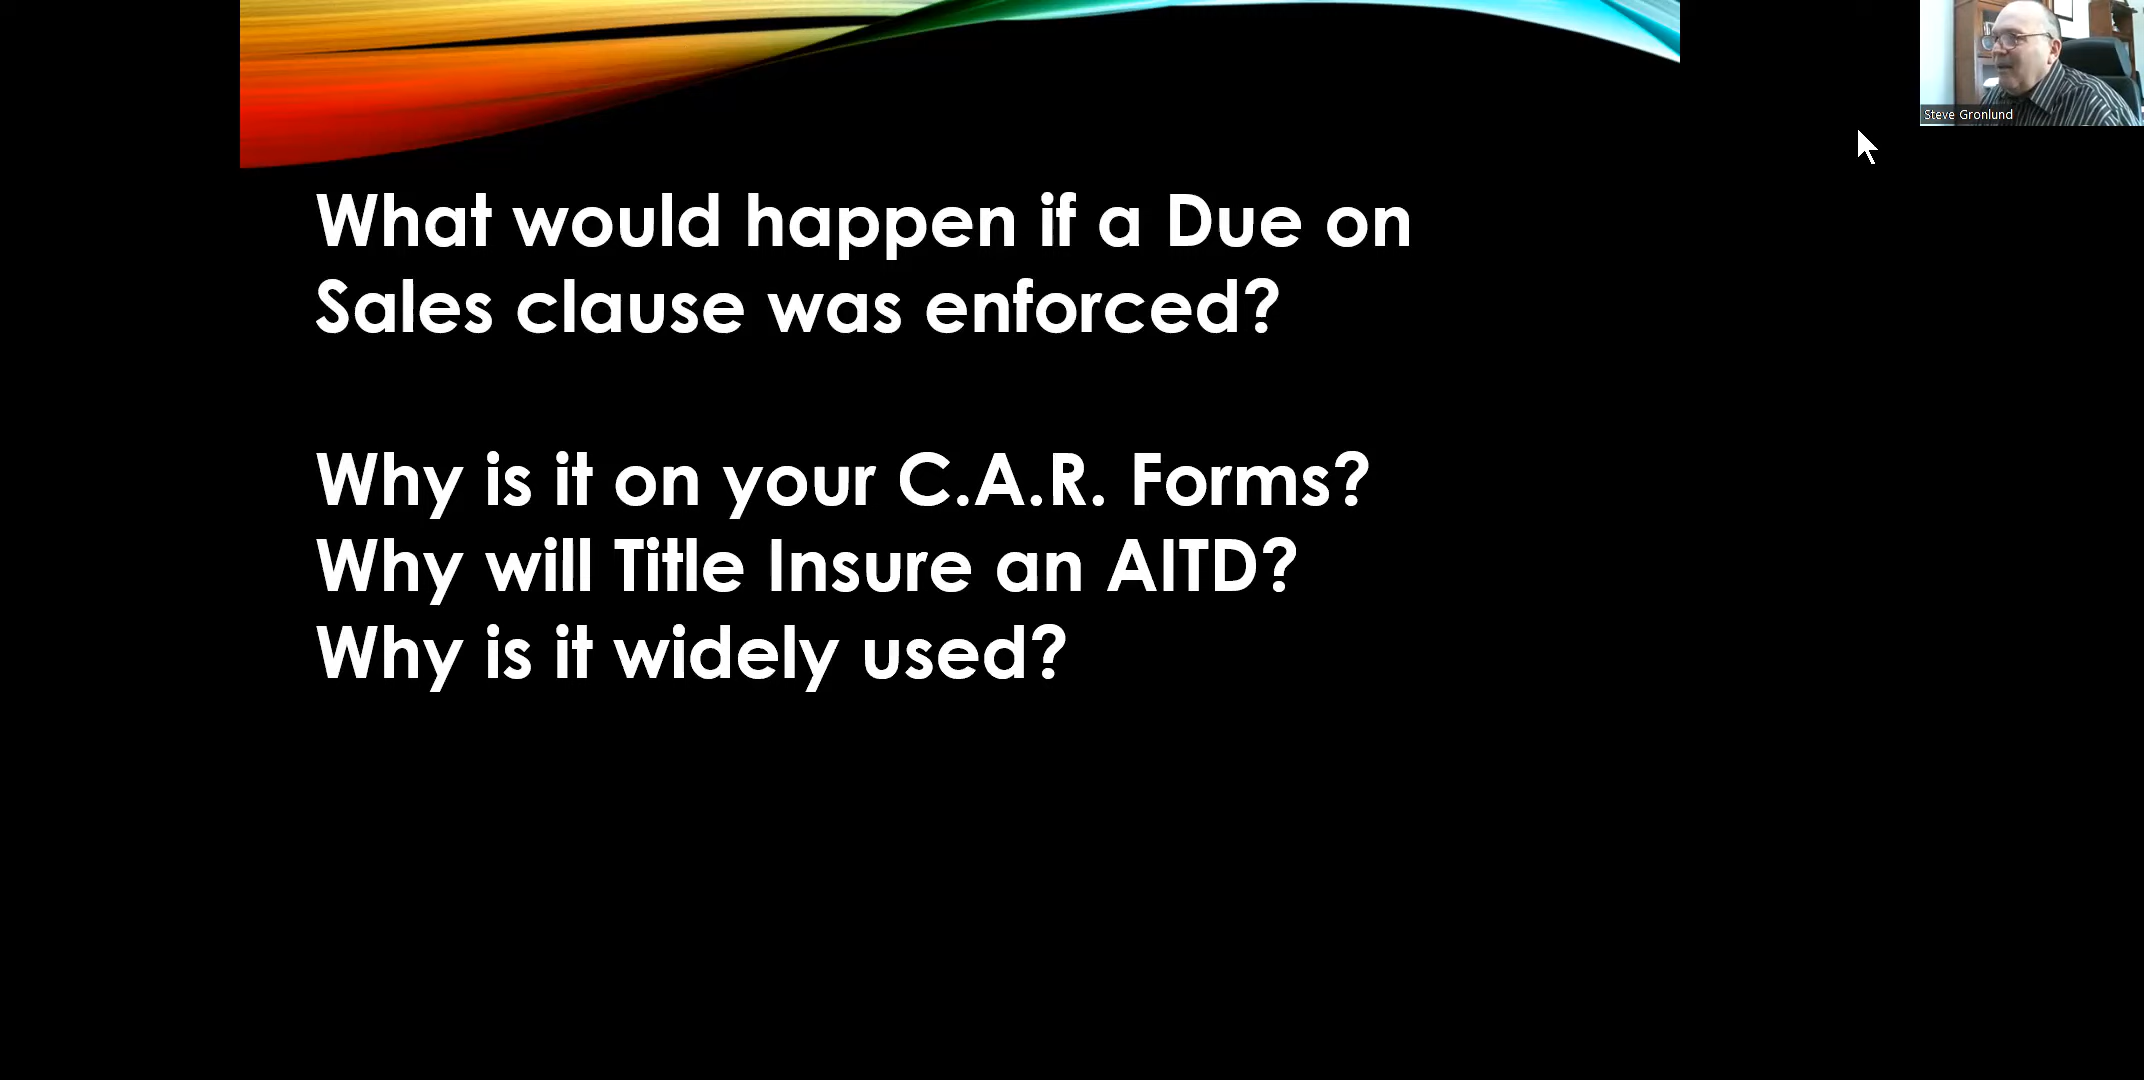 Steve Gronlund
What would happen if a Due on
Sales clause was enforced?
Why is it on your C.A.R. Forms?
Why will Title Insure an AITD?
Why is it widely used?